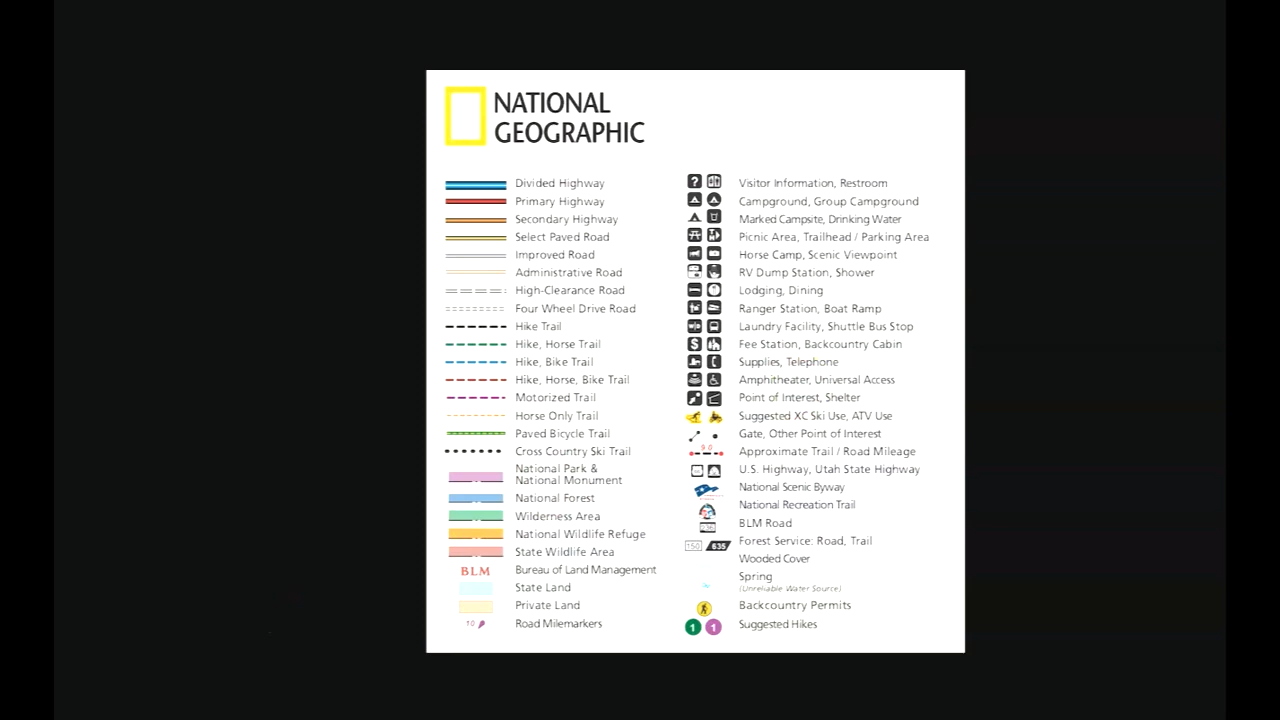 NATIONAL
GEOGRAPHIC
Divided Highway
Primary Highway
Secondary Highway
Select Paved Road
Improved Road
Administrative Road
High-Clearance Road
Four Wheel Drive Road
Hike Trail
Hike, Horse Trail
Hike, Bike Trail
Hike, Horse, Bike Trail
Motorized Trail
Horse Only Trail
Paved Bicycle Trail
Cross Country Ski Trail
National Park &
National Monument
National Forest
Wilderness Area
National Wildlife Refuge
State Wildlife Area
BLM Bureau of Land Management
State Land
Private Land
10 Road Milemarkers
? Visitor Information, Restroom
Campground, Group Campground
Marked Campsite, Drinking Water
Picnic Area, Trailhead / Parking Area
Horse Camp, Scenic Viewpoint
RV Dump Station, Shower
Lodging, Dining
Ranger Station, Boat Ramp
Laundry Facility, Shuttle Bus Stop
$ Fee Station, Backcountry Cabin
Supplies, Telephone
Amphitheater, Universal Access
Point of Interest, Shelter
Suggested XC Ski Use, ATV Use
Gate, Other Point of Interest
9.0 Approximate Trail / Road Mileage
U.S. Highway, Utah State Highway
National Scenic Byway
National Recreation Trail
BLM Road
150 635 Forest Service: Road, Trail
Wooded Cover
Spring
(Unreliable Water Source)
Backcountry Permits
1 1 Suggested Hikes